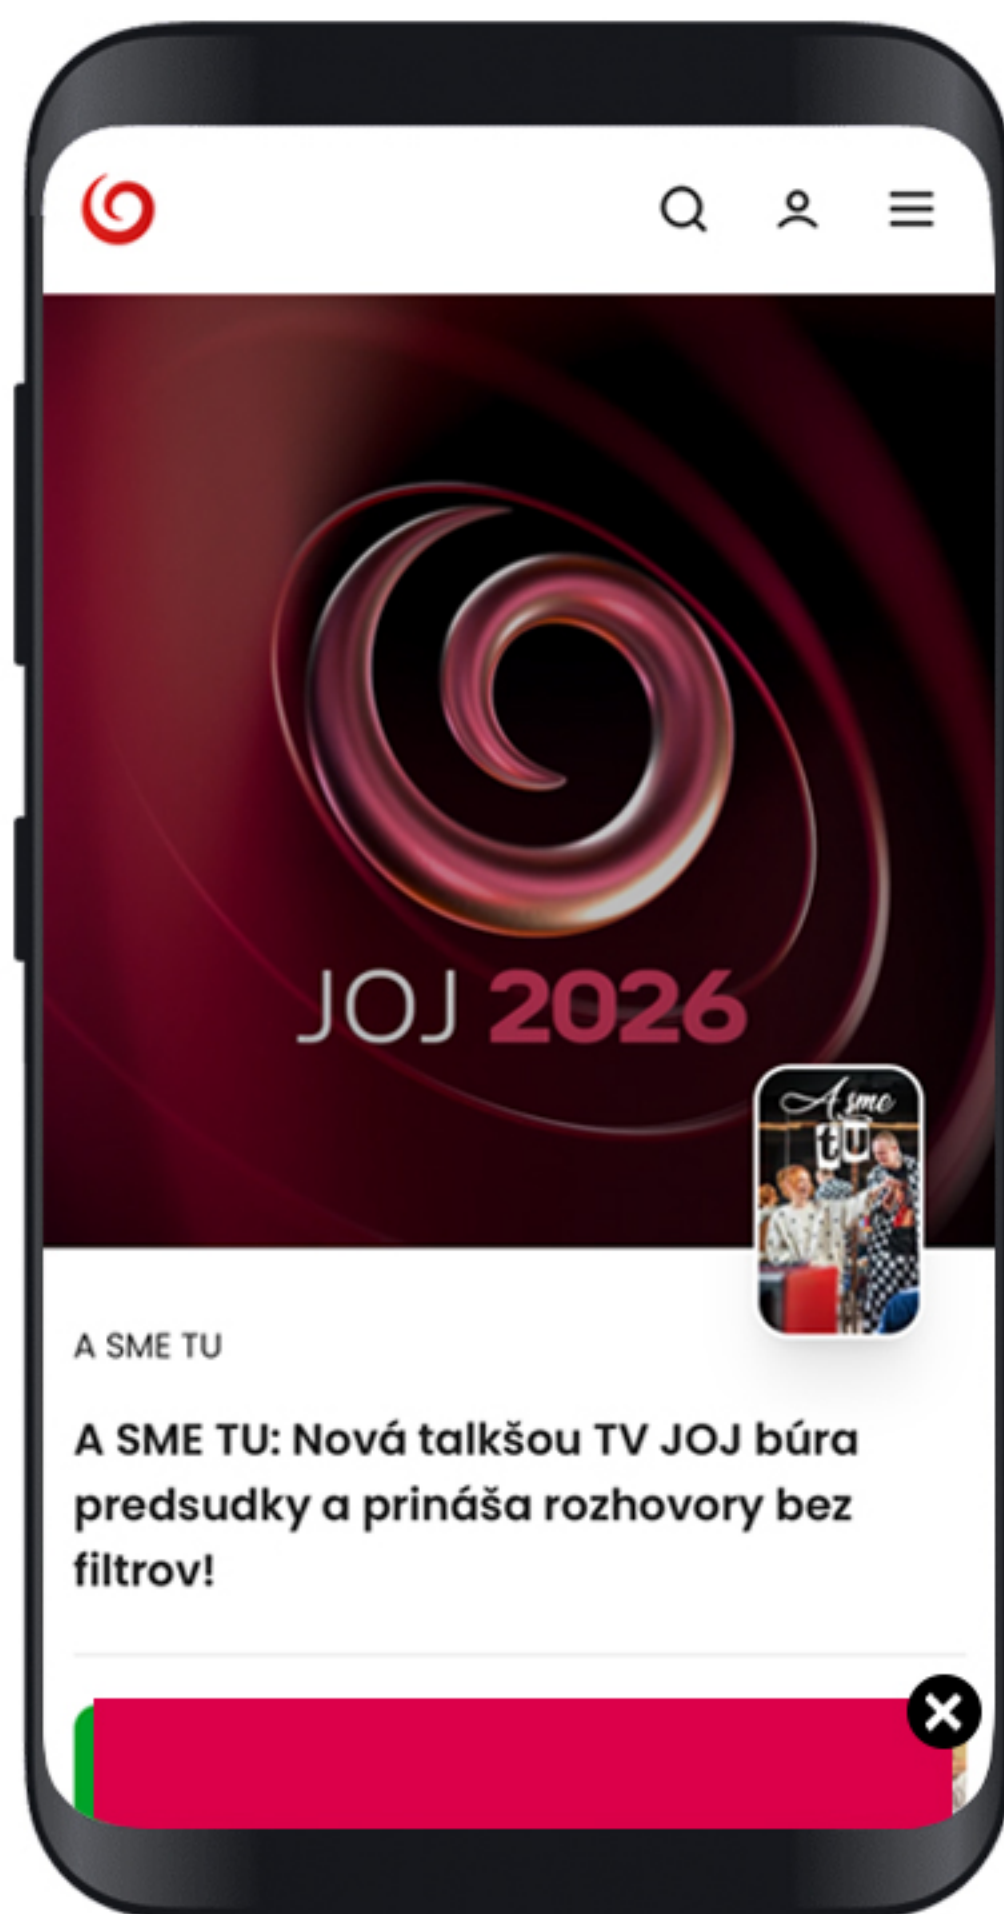 JOJ 2026
A sme
tu
A SME TU
A SME TU: Nová talkšou TV JOJ búra
predsudky a prináša rozhovory bez
filtrov!